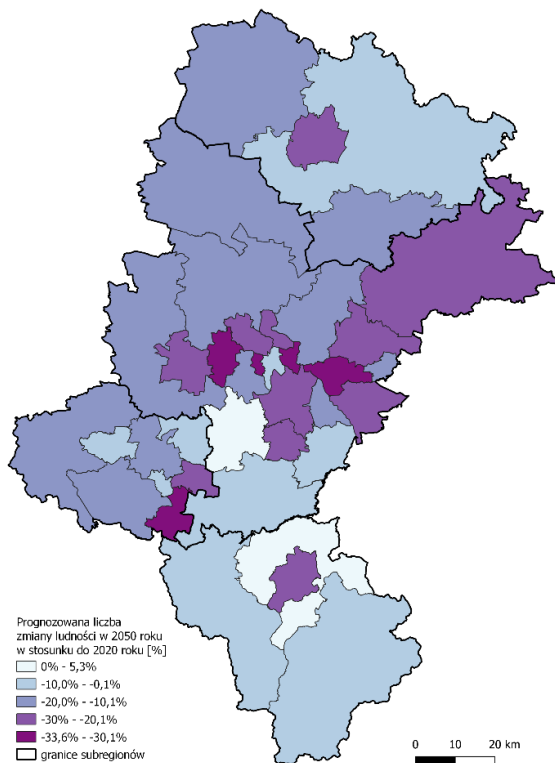 Prognozowana liczba
zmiany ludności w 2050 roku
w stosunku do 2020 roku [%]
0% - 5,3%
-10,0% - -0,1%
-20,0% - -10,1%
-30% - -20,1%
-33,6% - -30,1%
granice subregionów
0 10 20 km